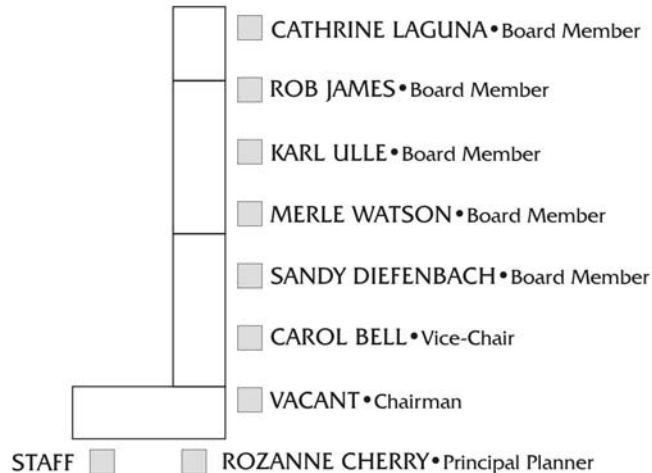 CATHRINE LAGUNA • Board Member
ROB JAMES • Board Member
KARL ULLE • Board Member
MERLE WATSON • Board Member
SANDY DIEFENBACH • Board Member
CAROL BELL • Vice-Chair
VACANT • Chairman
STAFF ROZANNE CHERRY • Principal Planner